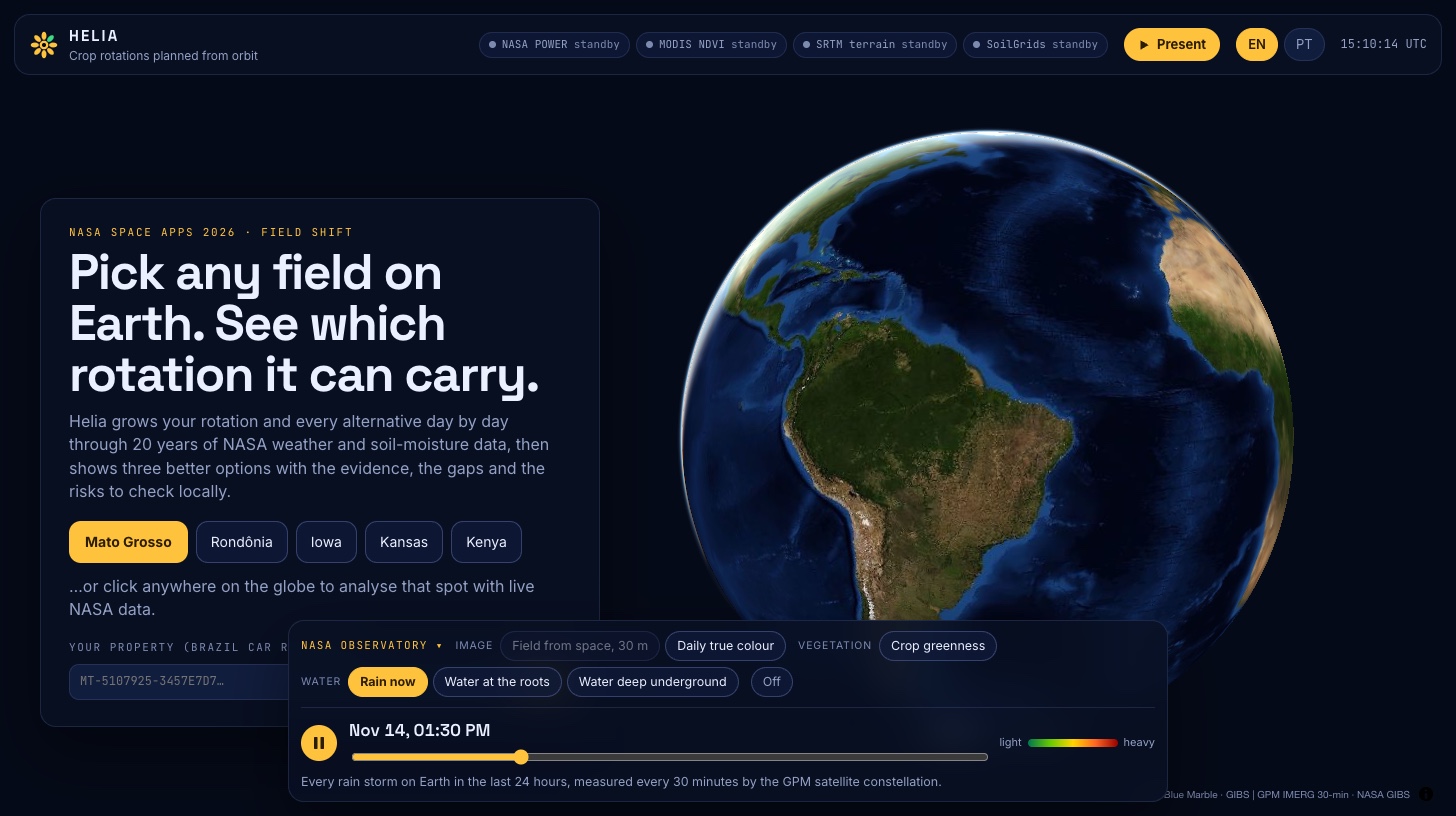 HELIA
Crop rotations planned from orbit
NASA POWER standby
MODIS NDVI standby
SRTM terrain standby
SoilGrids standby
Present
EN
PT
15:10:14 UTC
NASA SPACE APPS 2026 · FIELD SHIFT
Pick any field on
Earth. See which
rotation it can carry.
Helia grows your rotation and every alternative day by day
through 20 years of NASA weather and soil-moisture data, then
shows three better options with the evidence, the gaps and the
risks to check locally.
Mato Grosso
Rondônia
Iowa
Kansas
Kenya
…or click anywhere on the globe to analyse that spot with live
NASA data.
YOUR PROPERTY (BRAZIL CAR R
MT-5107925-3457E7D7…
NASA OBSERVATORY ▾
IMAGE
Field from space, 30 m
Daily true colour
VEGETATION
Crop greenness
WATER
Rain now
Water at the roots
Water deep underground
Off
Nov 14, 01:30 PM
light
heavy
Every rain storm on Earth in the last 24 hours, measured every 30 minutes by the GPM satellite constellation.
Blue Marble · GIBS | GPM IMERG 30-min · NASA GIBS